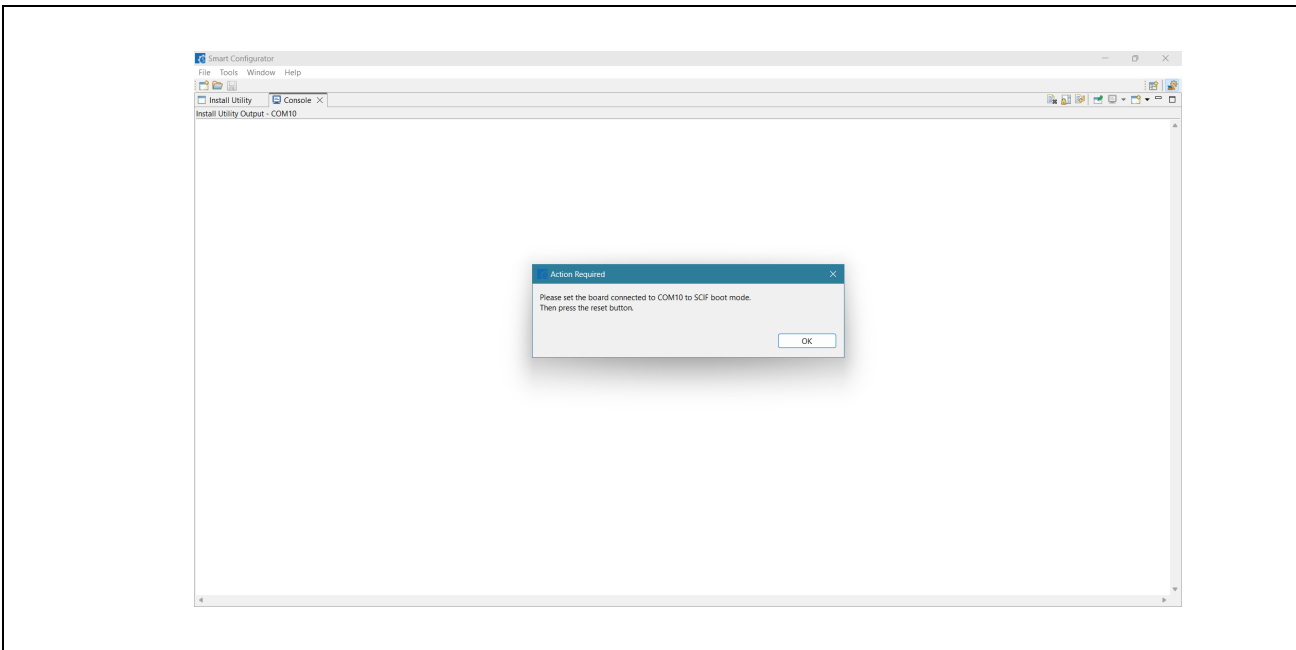 Smart Configurator
File Tools Window Help
Install Utility Console
Install Utility Output - COM10
Action Required
Please set the board connected to COM10 to SCIF boot mode.
Then press the reset button.
OK